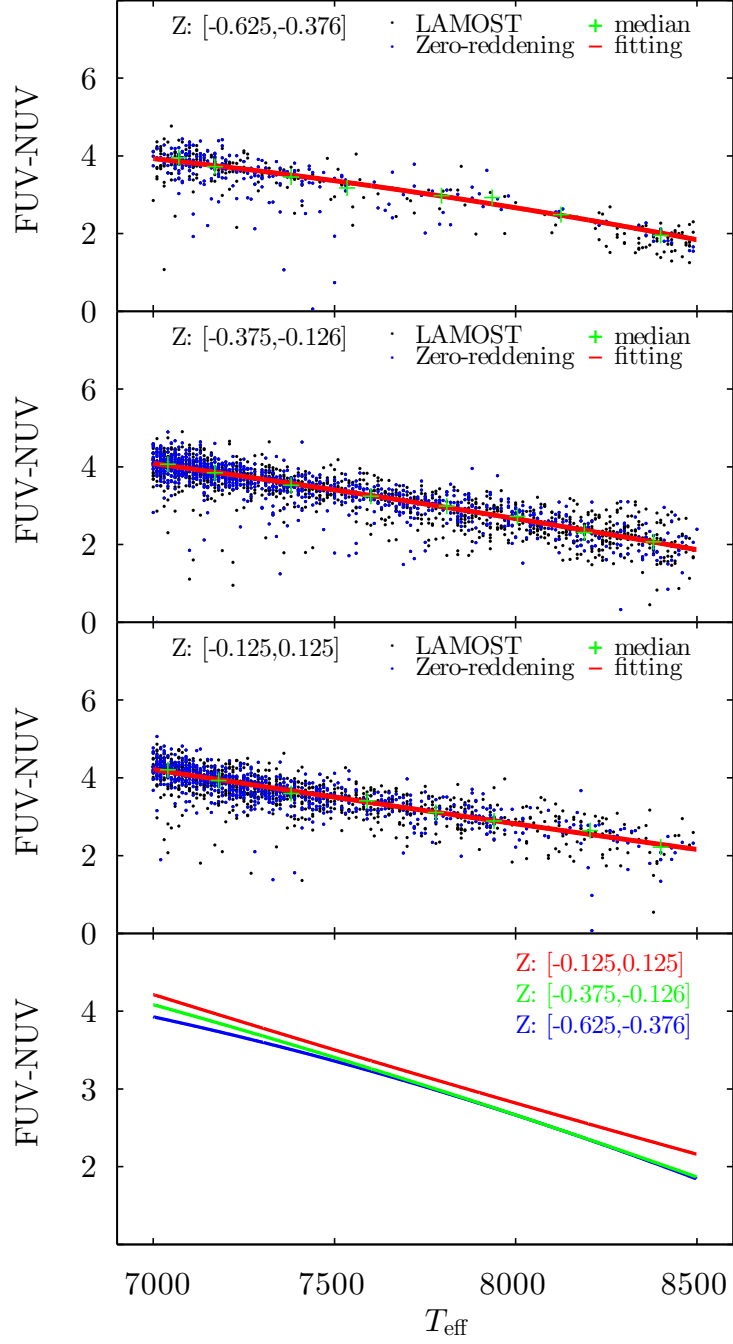 Z: [-0.625,-0.376] LAMOST median
Zero-reddening fitting
FUV-NUV
6
4
2
0
Z: [-0.375,-0.126] LAMOST median
Zero-reddening fitting
FUV-NUV
6
4
2
0
Z: [-0.125,0.125] LAMOST median
Zero-reddening fitting
FUV-NUV
6
4
2
0
Z: [-0.125,0.125]
Z: [-0.375,-0.126]
Z: [-0.625,-0.376]
FUV-NUV
4
3
2
7000 7500 8000 8500
T_eff